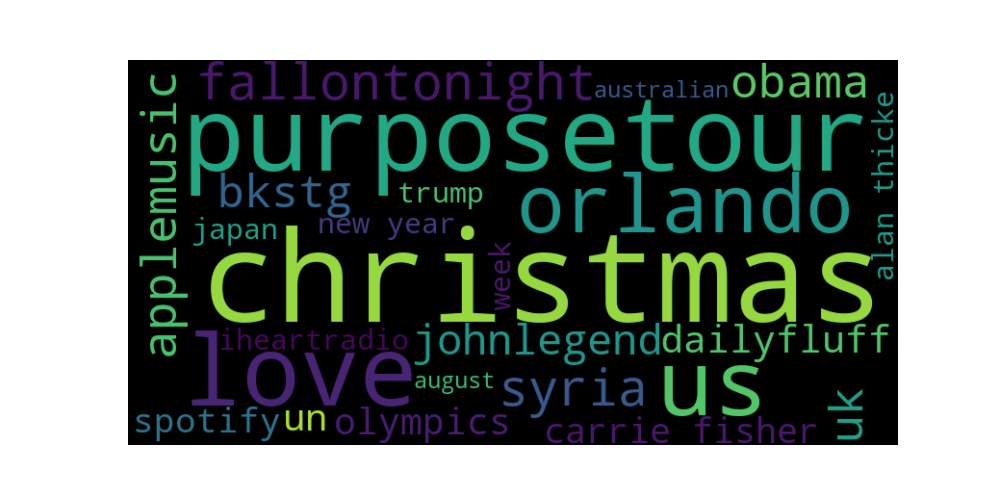 fallontonight
australian
obama
applemusic
purposetour
alan thicke
bkstg
trump
orlando
japan
new year
christmas
week
iheartradio
johnlegend
dailyfluff
love
august
syria
us
uk
spotify
un
olympics
carrie fisher